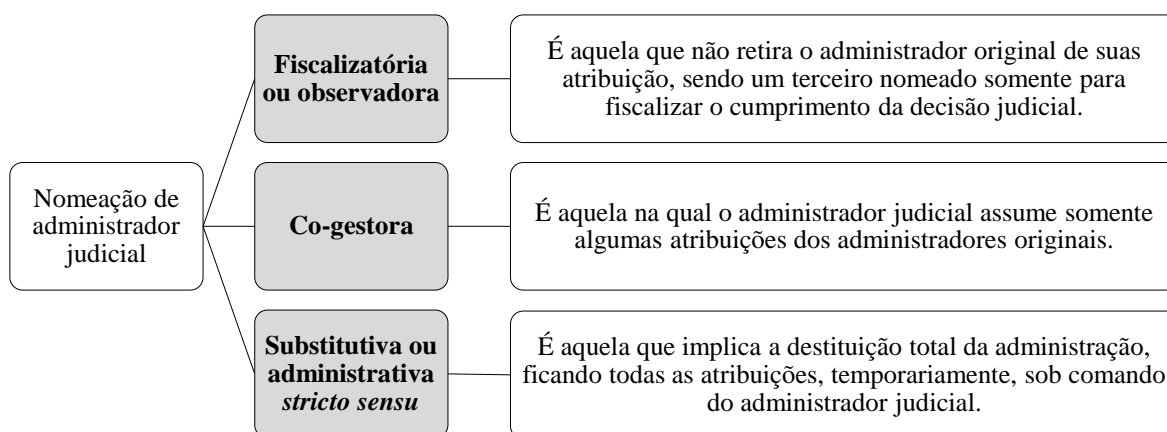 Nomeação de
administrador
judicial
Fiscalizatória
ou observadora
É aquela que não retira o administrador original de suas
atribuição, sendo um terceiro nomeado somente para
fiscalizar o cumprimento da decisão judicial.
Co-gestora
É aquela na qual o administrador judicial assume somente
algumas atribuições dos administradores originais.
Substitutiva ou
administrativa
stricto sensu
É aquela que implica a destituição total da administração,
ficando todas as atribuições, temporariamente, sob comando
do administrador judicial.